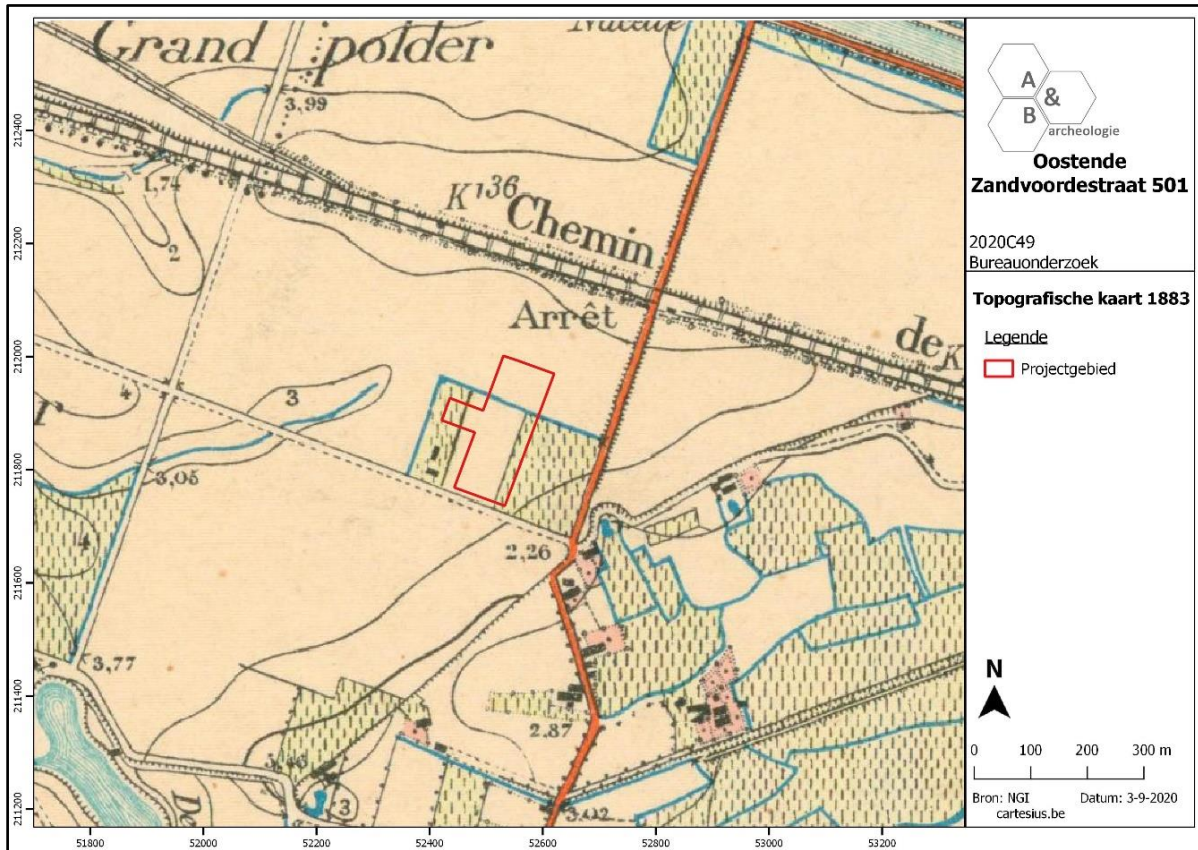 Grand polder
3,99
1,74
2
K¹36 Chemin
de
Arrêt
3
4
3,05
4
2,26
3,77
2.87
3
3,02
212400
212200
212000
211800
211600
211400
211200
51800 52000 52200 52400 52600 52800 53000 53200
A
&
B
archeologie
Oostende
Zandvoordestraat 501
2020C49
Bureauonderzoek
Topografische kaart 1883
Legende
Projectgebied
N
0 100 200 300 m
Bron: NGI Datum: 3-9-2020
cartesius.be